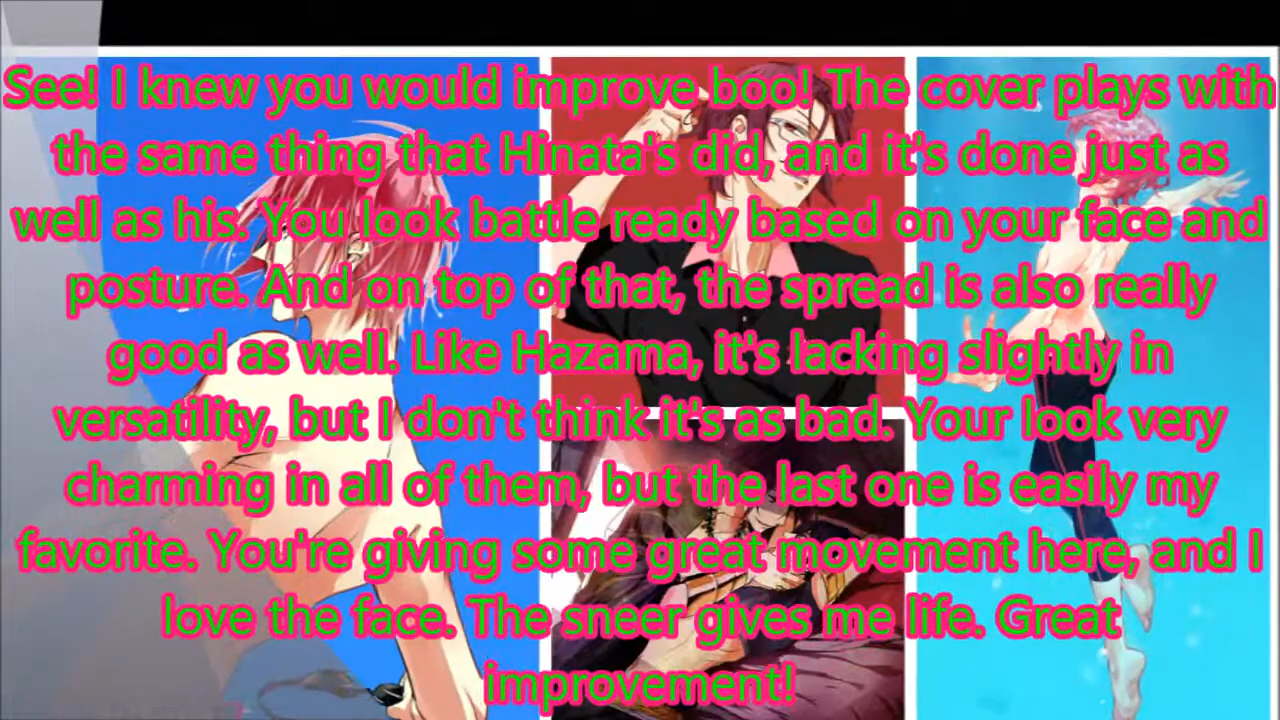 See! I knew you would improve boo! The cover plays with
the same thing that Hinata's did, and it's done just as
well as his. You look battle ready based on your face and
posture. And on top of that, the spread is also really
good as well. Like Hazama, it's lacking slightly in
versatility, but I don't think it's as bad. Your look very
charming in all of them, but the last one is easily my
favorite. You're giving some great movement here, and I
love the face. The sneer gives me life. Great
improvement!